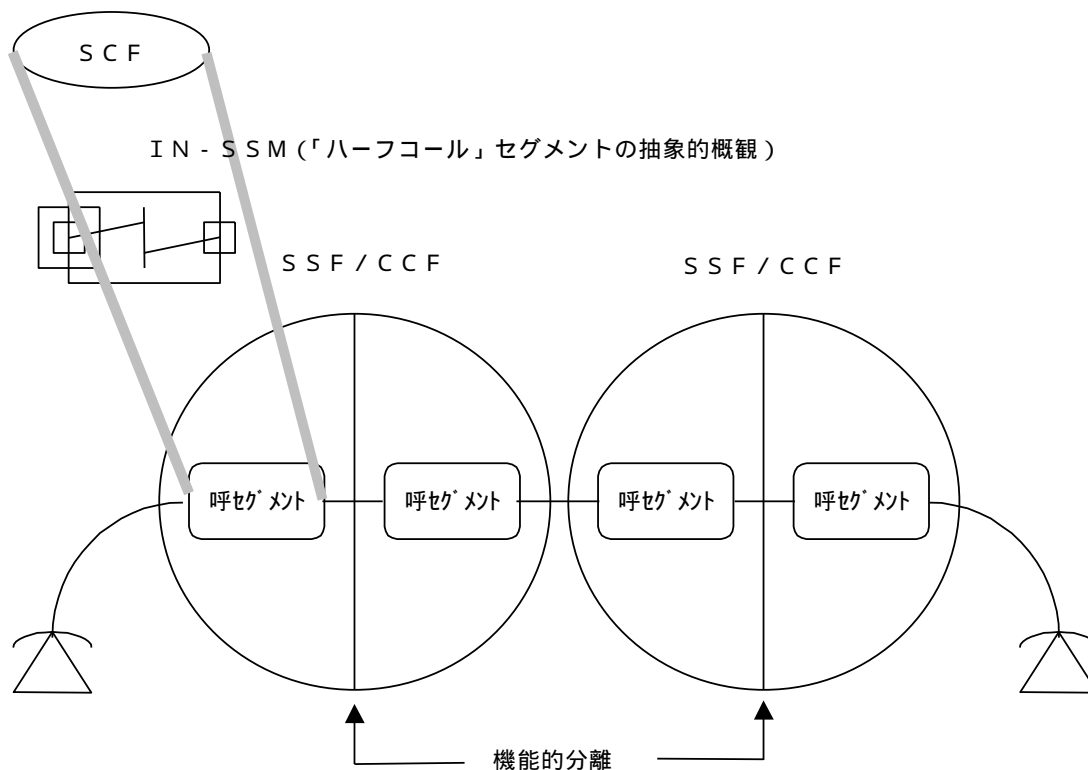 ＳＣＦ
ＩＮ‐ＳＳＭ(「ハーフコール」セグメントの抽象的概観)
ＳＳＦ/ＣＣＦ
ＳＳＦ/ＣＣＦ
呼ｾｸﾞﾒﾝﾄ
呼ｾｸﾞﾒﾝﾄ
呼ｾｸﾞﾒﾝﾄ
呼ｾｸﾞﾒﾝﾄ
機能的分離